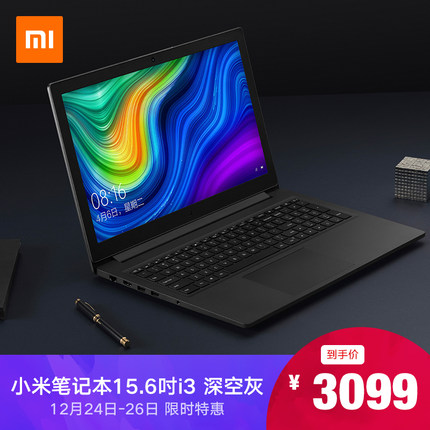 mi
08:16
4月6日，星期二
小米笔记本15.6吋i3 深空灰
12月24日-26日 限时特惠
到手价
¥3099